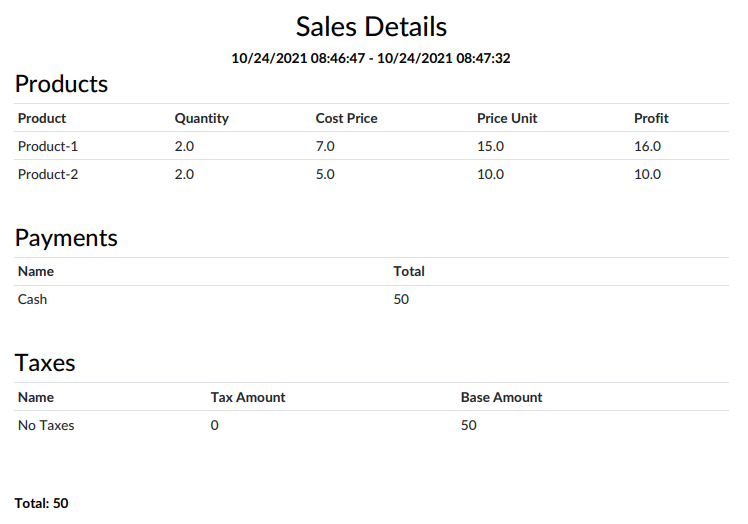 Sales Details
10/24/2021 08:46:47 - 10/24/2021 08:47:32
Products
Product Quantity Cost Price Price Unit Profit
Product-1 2.0 7.0 15.0 16.0
Product-2 2.0 5.0 10.0 10.0
Payments
Name Total
Cash 50
Taxes
Name Tax Amount Base Amount
No Taxes 0 50
Total: 50